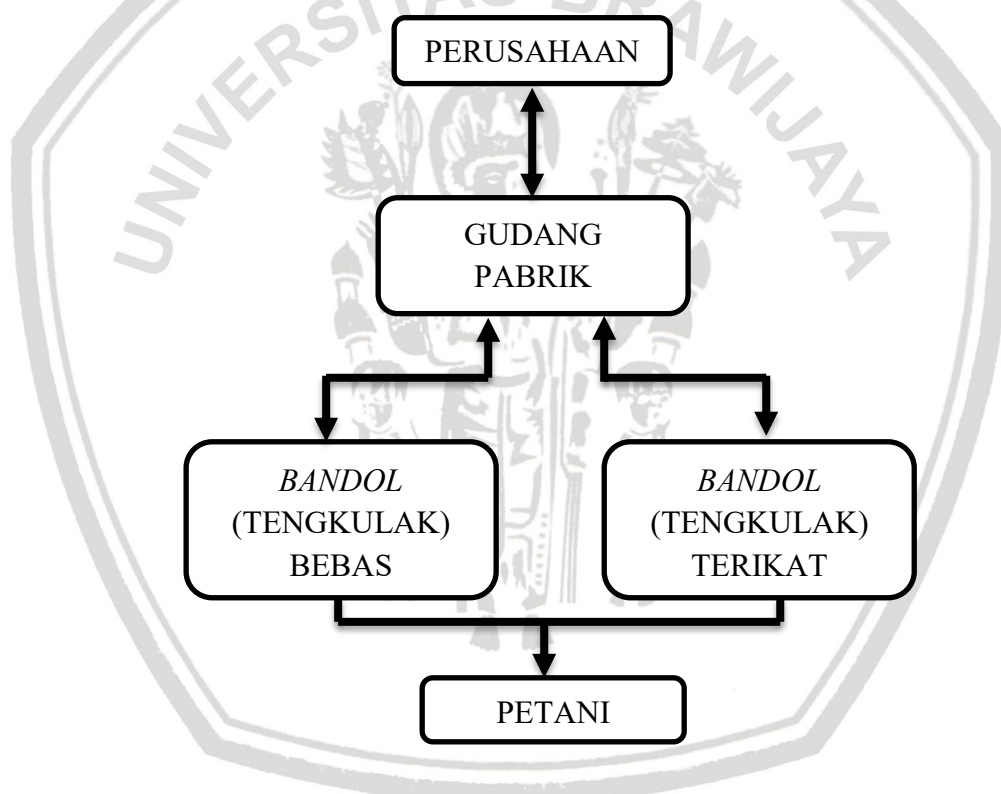 UNIVERSITAS BRAWIJAYA
PERUSAHAAN
GUDANG
PABRIK
BANDOL
(TENGKULAK)
BEBAS
BANDOL
(TENGKULAK)
TERIKAT
PETANI